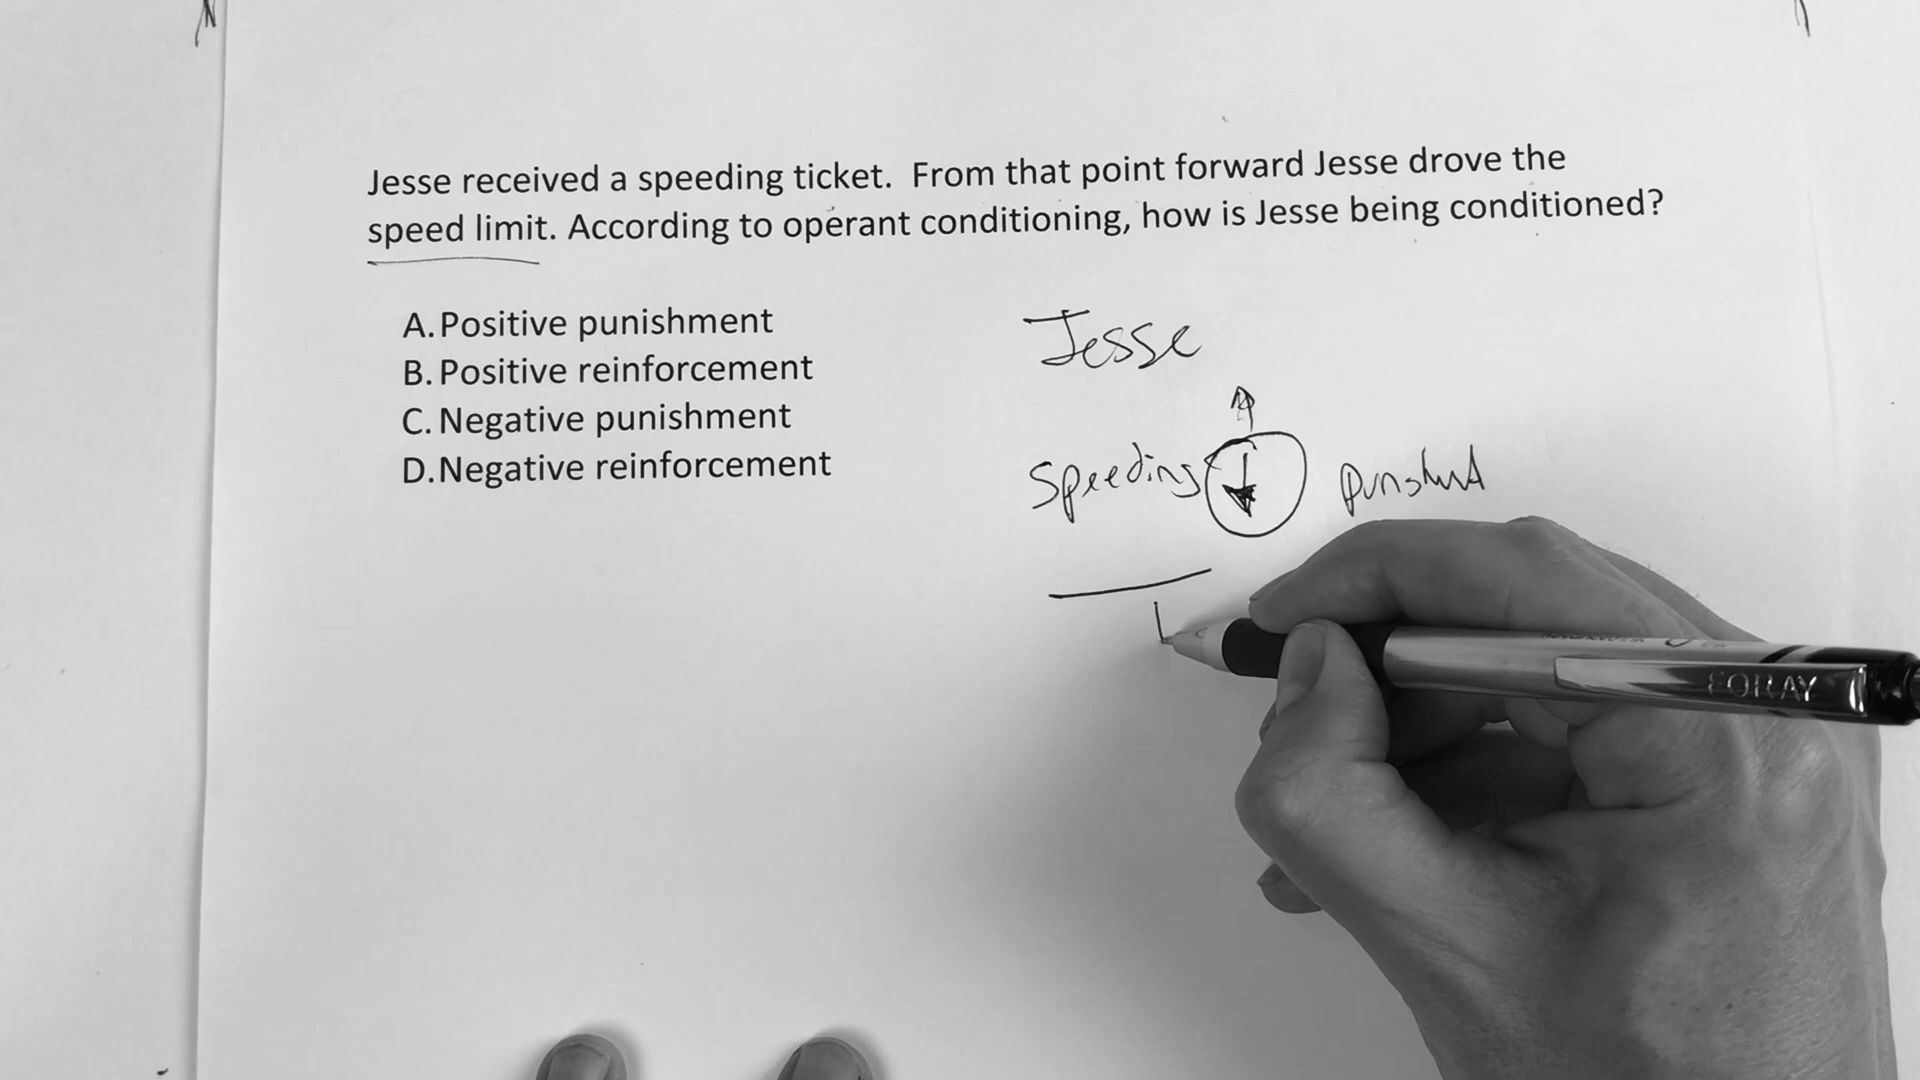 Jesse received a speeding ticket. From that point forward Jesse drove the
speed limit. According to operant conditioning, how is Jesse being conditioned?
A. Positive punishment
B. Positive reinforcement
C. Negative punishment
D. Negative reinforcement
Jesse
Speeding
FORAY